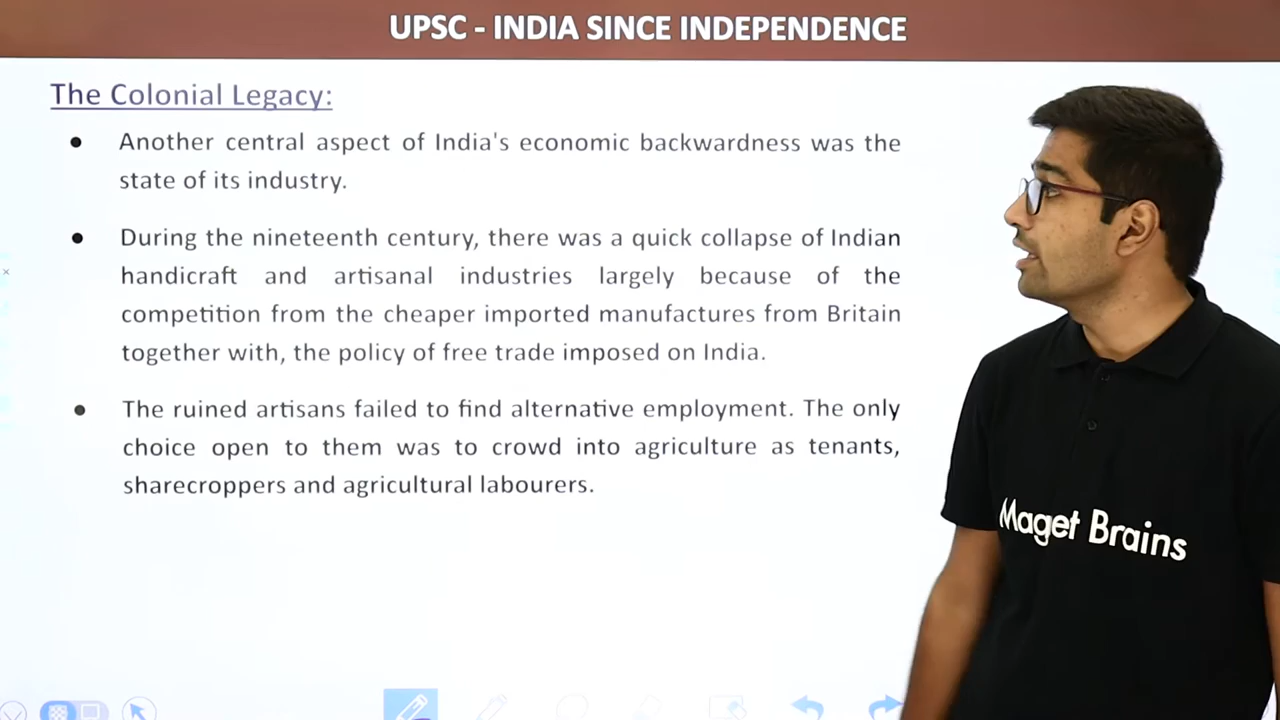 UPSC - INDIA SINCE INDEPENDENCE
The Colonial Legacy:
● Another central aspect of India's economic backwardness was the
state of its industry.
● During the nineteenth century, there was a quick collapse of Indian
handicraft and artisanal industries largely because of the
competition from the cheaper imported manufactures from Britain
together with, the policy of free trade imposed on India.
● The ruined artisans failed to find alternative employment. The only
choice open to them was to crowd into agriculture as tenants,
sharecroppers and agricultural labourers.
Maget Brains